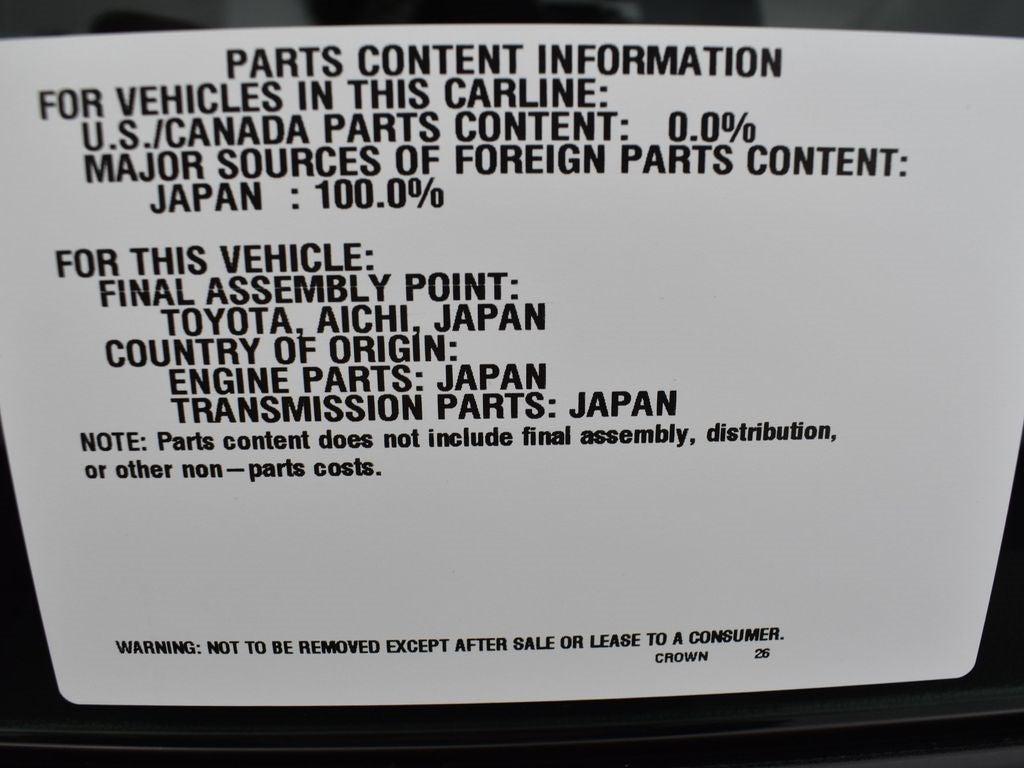 PARTS CONTENT INFORMATION
FOR VEHICLES IN THIS CARLINE:
U.S./CANADA PARTS CONTENT: 0.0%
MAJOR SOURCES OF FOREIGN PARTS CONTENT:
JAPAN : 100.0%
FOR THIS VEHICLE:
FINAL ASSEMBLY POINT:
TOYOTA, AICHI, JAPAN
COUNTRY OF ORIGIN:
ENGINE PARTS: JAPAN
TRANSMISSION PARTS: JAPAN
NOTE: Parts content does not include final assembly, distribution,
or other non—parts costs.
WARNING: NOT TO BE REMOVED EXCEPT AFTER SALE OR LEASE TO A CONSUMER.
CROWN 26